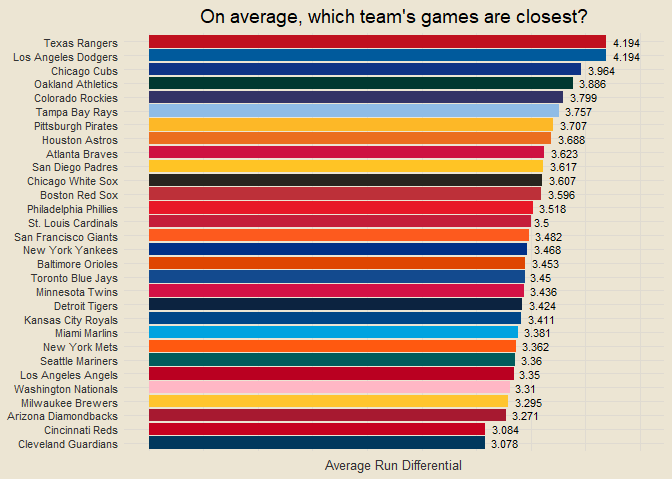 On average, which team's games are closest?
Texas Rangers 4.194
Los Angeles Dodgers 4.194
Chicago Cubs 3.964
Oakland Athletics 3.886
Colorado Rockies 3.799
Tampa Bay Rays 3.757
Pittsburgh Pirates 3.707
Houston Astros 3.688
Atlanta Braves 3.623
San Diego Padres 3.617
Chicago White Sox 3.607
Boston Red Sox 3.596
Philadelphia Phillies 3.518
St. Louis Cardinals 3.5
San Francisco Giants 3.482
New York Yankees 3.468
Baltimore Orioles 3.453
Toronto Blue Jays 3.45
Minnesota Twins 3.436
Detroit Tigers 3.424
Kansas City Royals 3.411
Miami Marlins 3.381
New York Mets 3.362
Seattle Mariners 3.36
Los Angeles Angels 3.35
Washington Nationals 3.31
Milwaukee Brewers 3.295
Arizona Diamondbacks 3.271
Cincinnati Reds 3.084
Cleveland Guardians 3.078
Average Run Differential